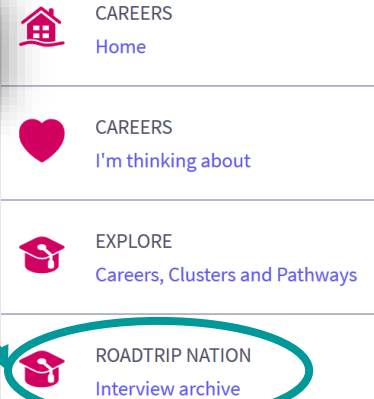 CAREERS
Home
CAREERS
I'm thinking about
EXPLORE
Careers, Clusters and Pathways
ROADTRIP NATION
Interview archive